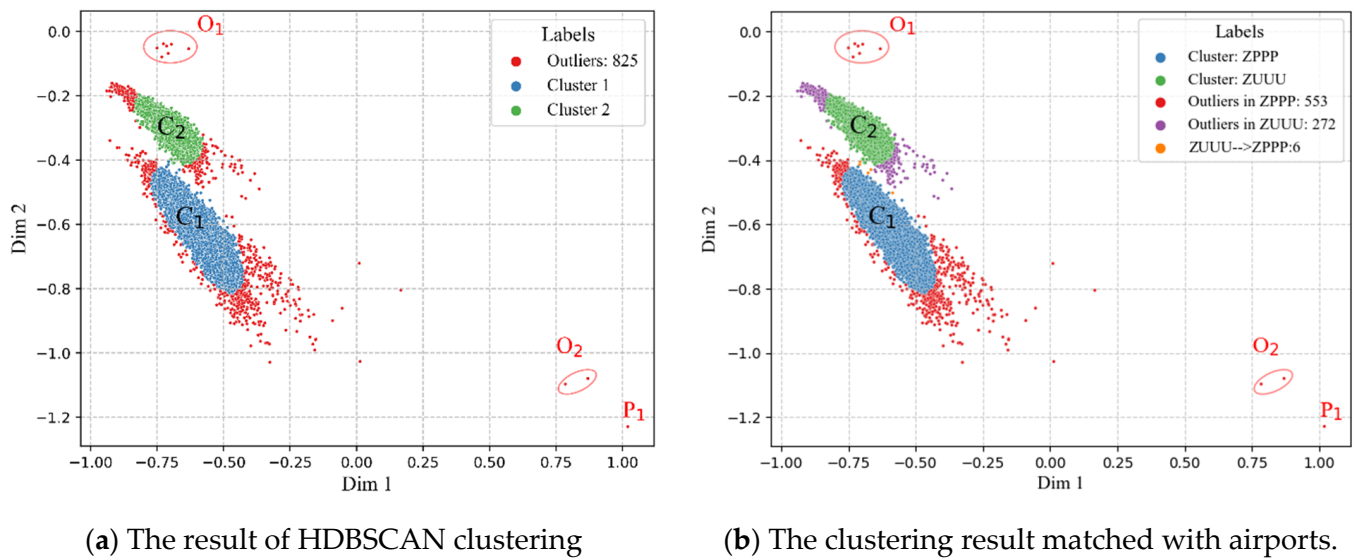 O1
Labels
Outliers: 825
Cluster 1
Cluster 2
C2
C1
O2
P1
0.0
−0.2
−0.4
−0.6
−0.8
−1.0
−1.2
Dim 2
−1.00 −0.75 −0.50 −0.25 0.00 0.25 0.50 0.75 1.00
Dim 1
(a) The result of HDBSCAN clustering
O1
Labels
Cluster: ZPPP
Cluster: ZUUU
Outliers in ZPPP: 553
Outliers in ZUUU: 272
ZUUU-->ZPPP:6
C2
C1
O2
P1
0.0
−0.2
−0.4
−0.6
−0.8
−1.0
−1.2
Dim 2
−1.00 −0.75 −0.50 −0.25 0.00 0.25 0.50 0.75 1.00
Dim 1
(b) The clustering result matched with airports.